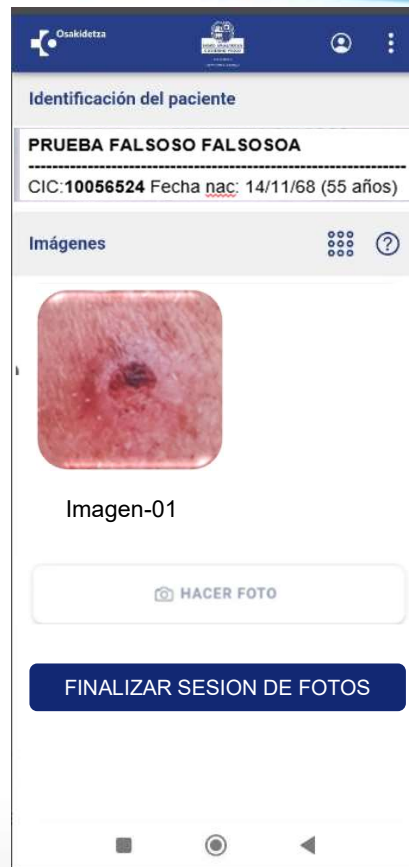 Osakidetza
Identificación del paciente
PRUEBA FALSOSO FALSOSOA
CIC:10056524 Fecha nac: 14/11/68 (55 años)
Imágenes
Imagen-01
HACER FOTO
FINALIZAR SESION DE FOTOS